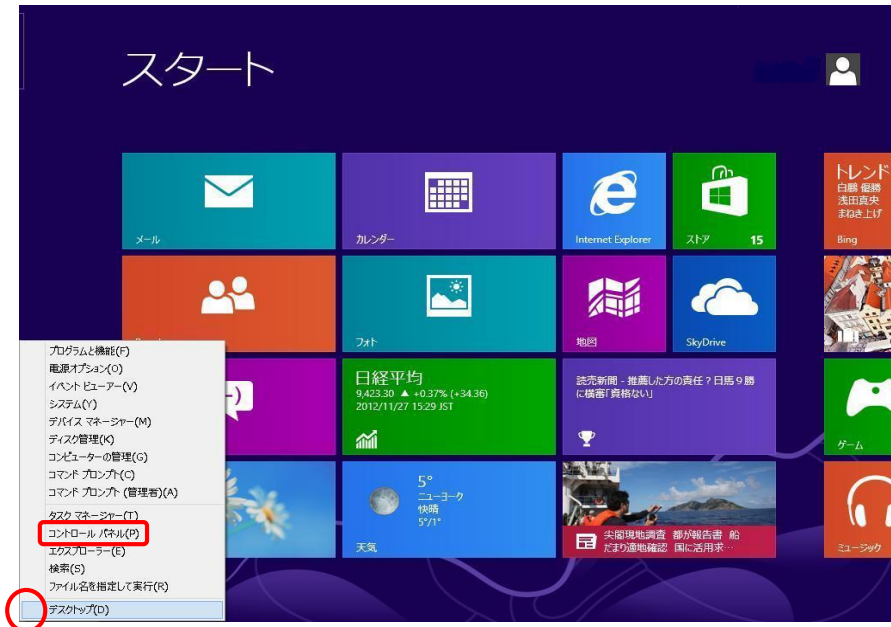 スタート
メール
カレンダー
Internet Explorer
ストア
15
トレンド
白鵬 優勝
浅田真央
まねき上げ
Bing
フォト
地図
SkyDrive
プログラムと機能(F)
電源オプション(O)
イベント ビューアー(V)
システム(Y)
デバイス マネージャー(M)
ディスク管理(K)
コンピューターの管理(G)
コマンド プロンプト(C)
コマンド プロンプト (管理者)(A)
タスク マネージャー(T)
コントロール パネル(P)
エクスプローラー(E)
検索(S)
ファイル名を指定して実行(R)
デスクトップ(D)
日経平均
9,423.30 ▲ +0.37% (+34.36)
2012/11/27 15:29 JST
読売新聞 - 推薦した方の責任？日馬９勝
に横審「資格ない」
ゲーム
5°
ニューヨーク
快晴
5°/1°
天気
尖閣現地調査 都が報告書 船
だまり適地確認 国に活用求…
ミュージック